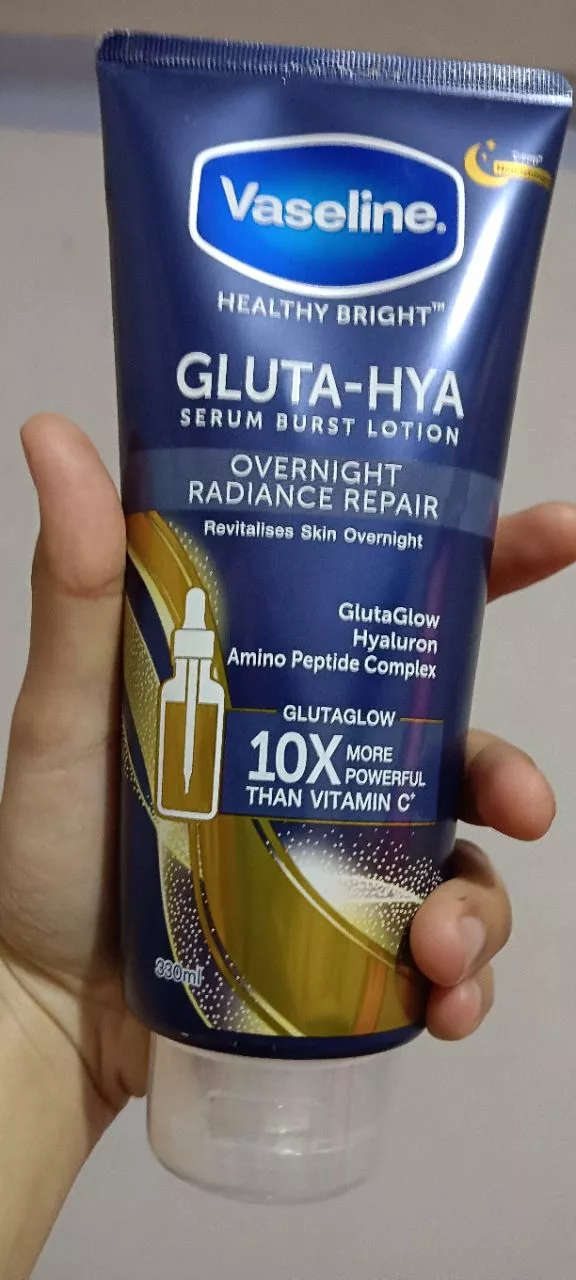 Vaseline.
HEALTHY BRIGHT™
GLUTA-HYA
SERUM BURST LOTION
OVERNIGHT
RADIANCE REPAIR
Revitalises Skin Overnight
GlutaGlow
Hyaluron
Amino Peptide Complex
GLUTAGLOW
10X MORE
POWERFUL
THAN VITAMIN C*
330ml